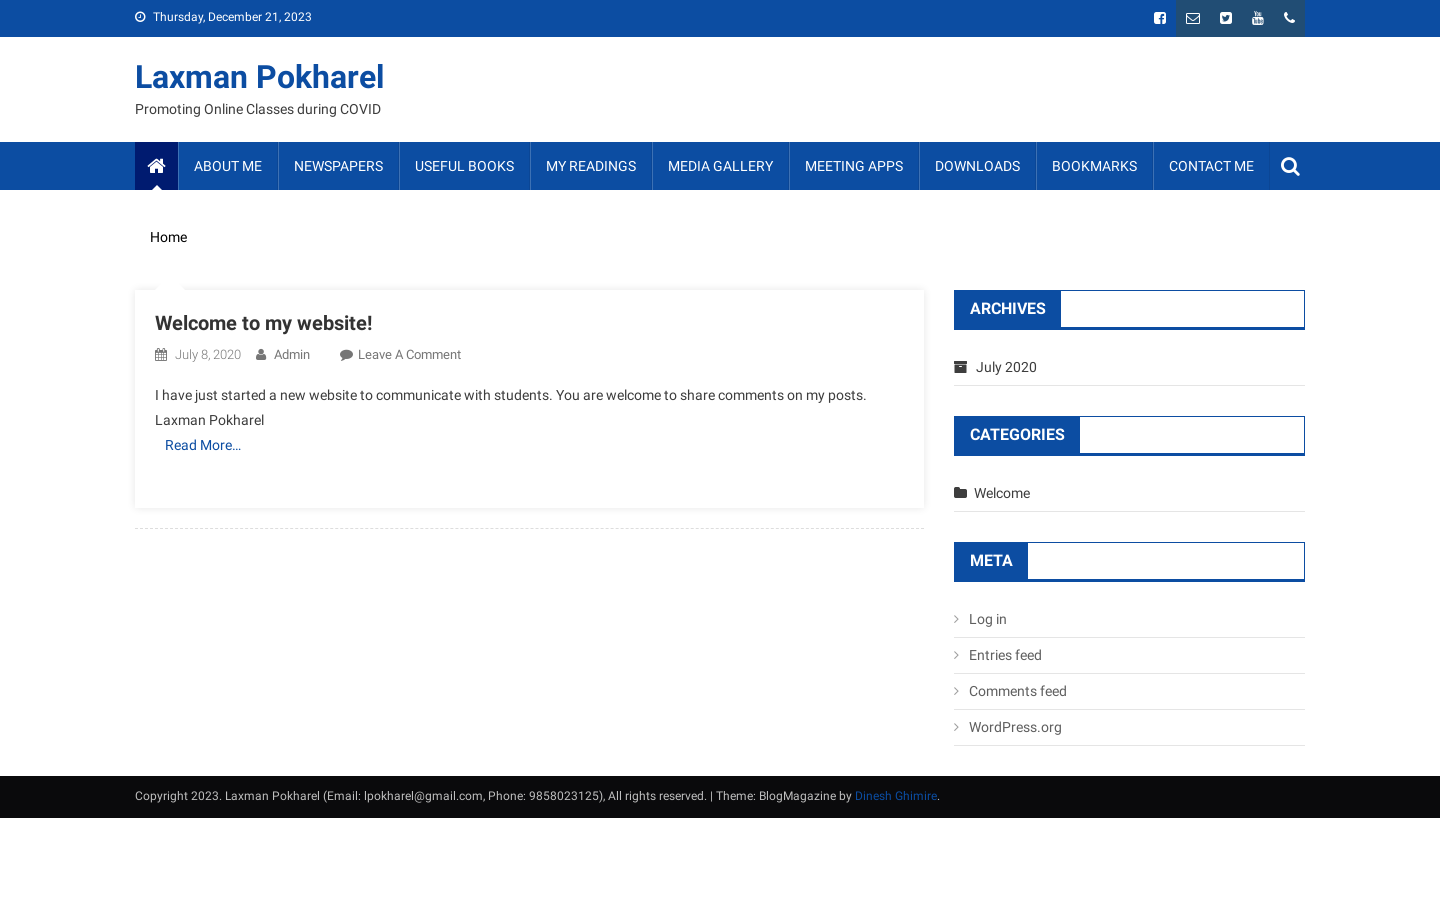 Thursday, December 21, 2023
Laxman Pokharel
Promoting Online Classes during COVID
ABOUT ME
NEWSPAPERS
USEFUL BOOKS
MY READINGS
MEDIA GALLERY
MEETING APPS
DOWNLOADS
BOOKMARKS
CONTACT ME
Home
Welcome to my website!
July 8, 2020 Admin Leave A Comment
I have just started a new website to communicate with students. You are welcome to share comments on my posts.
Laxman Pokharel
Read More...
ARCHIVES
July 2020
CATEGORIES
Welcome
META
Log in
Entries feed
Comments feed
WordPress.org
Copyright 2023. Laxman Pokharel (Email: lpokharel@gmail.com, Phone: 9858023125), All rights reserved. | Theme: BlogMagazine by Dinesh Ghimire.